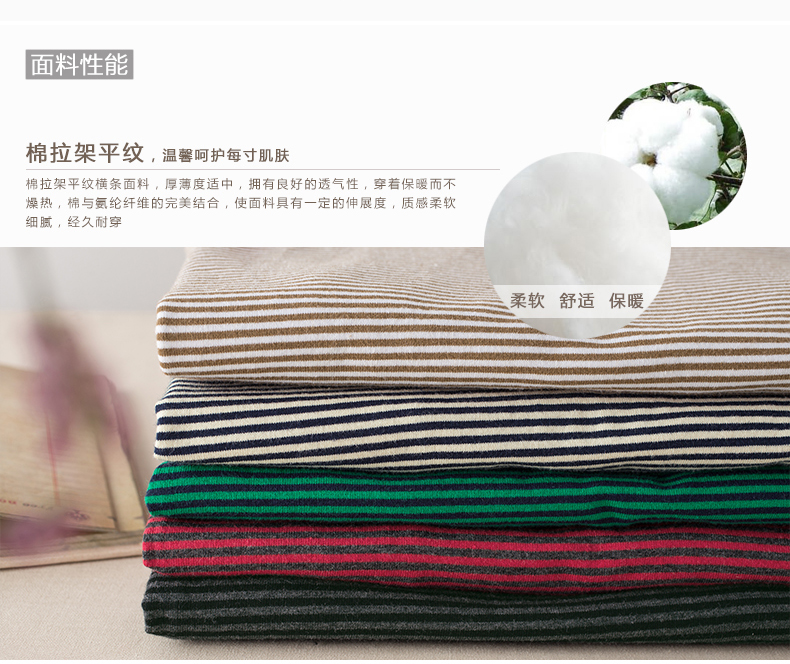 面料性能
棉拉架平纹，温馨呵护每寸肌肤
棉拉架平纹横条面料，厚薄度适中，拥有良好的透气性，穿着保暖而不
燥热，棉与氨纶纤维的完美结合，使面料具有一定的伸展度，质感柔软
细腻，经久耐穿
柔软 舒适 保暖